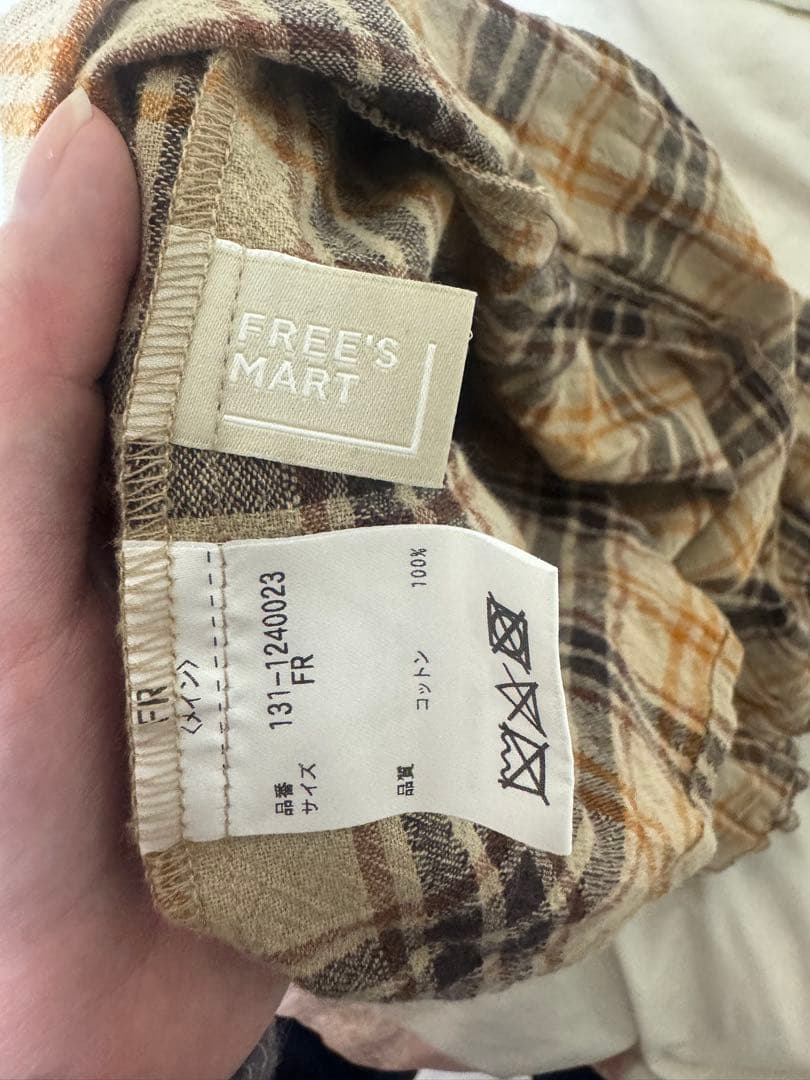 FREE'S
MART
FR
〈メイン〉
品番 131-1240023
サイズ FR
品質 コットン 100%